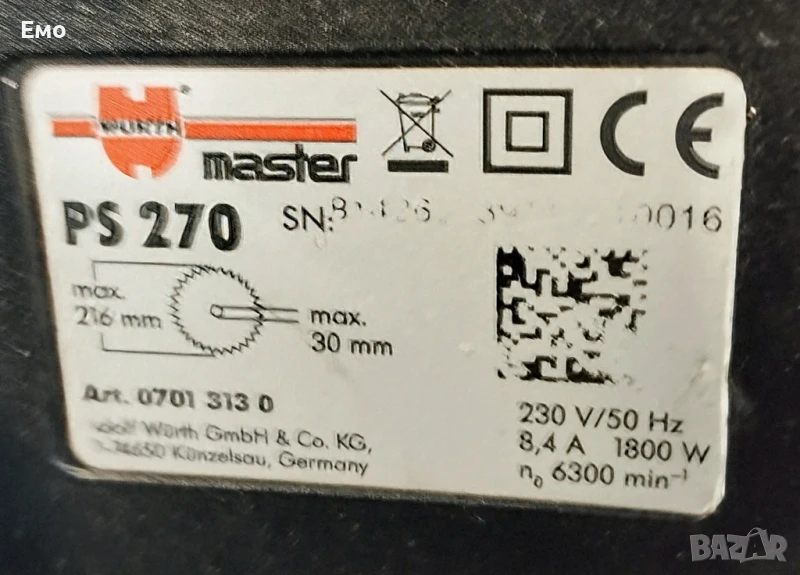 Емо
WÜRTH
master
PS 270
SN:
0016
max.
216 mm
max.
30 mm
Art. 0701 313 0
Würth GmbH & Co. KG,
Künzelsau, Germany
230 V/50 Hz
8,4 A 1800 W
n₀ 6300 min⁻¹
BAZAR